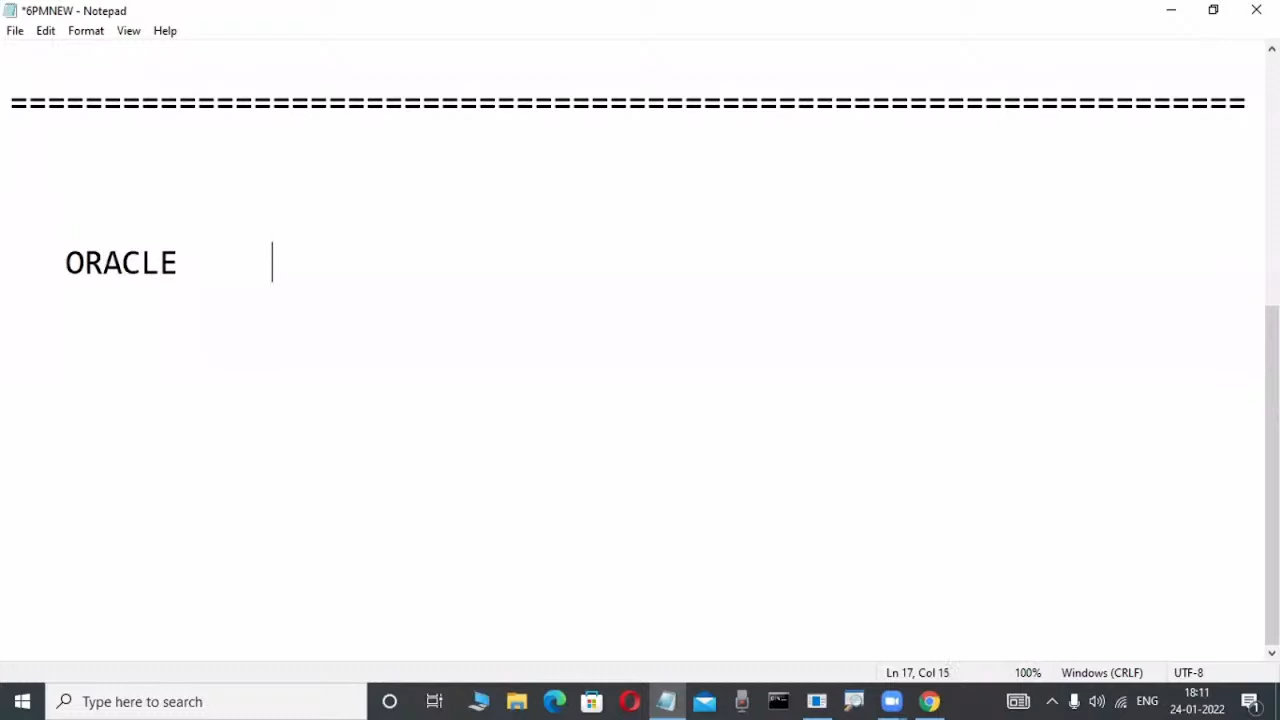 *6PMNEW - Notepad
File Edit Format View Help
==================================================================
ORACLE
Ln 17, Col 15 100% Windows (CRLF) UTF-8
Type here to search
ENG
18:11
24-01-2022
1